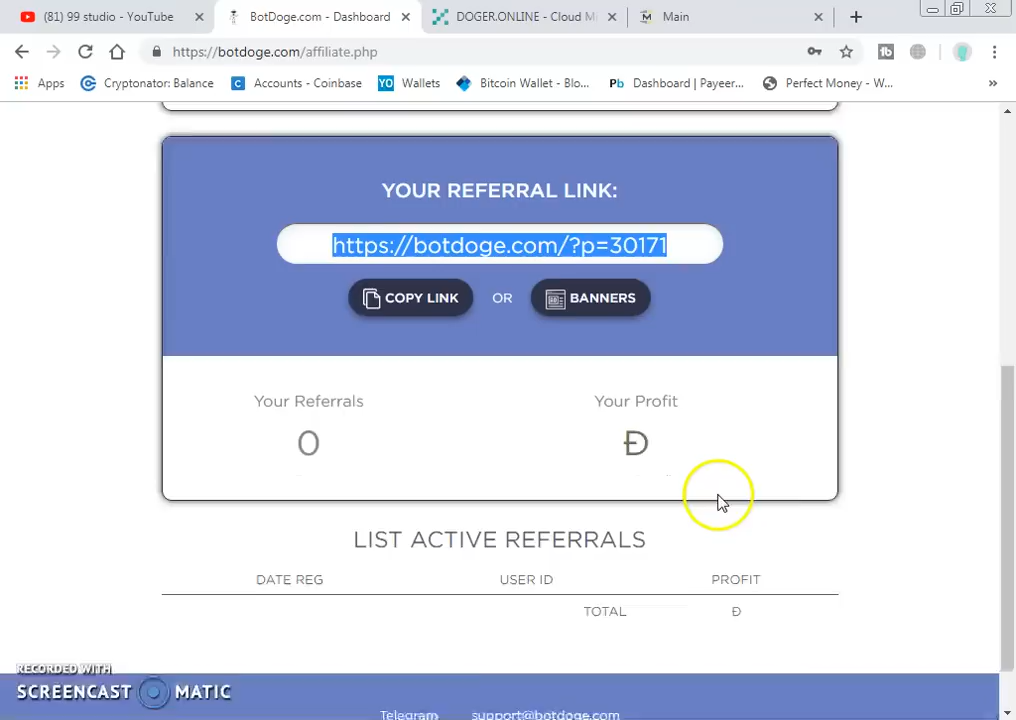 (81) 99 studio - YouTube
BotDoge.com - Dashboard
DOGER.ONLINE - Cloud Mi
Main
https://botdoge.com/affiliate.php
Apps
Cryptonator: Balance
Accounts - Coinbase
YO Wallets
Bitcoin Wallet - Blo...
Pb Dashboard | Payeer...
Perfect Money - W...
»
YOUR REFERRAL LINK:
https://botdoge.com/?p=30171
COPY LINK
OR
BANNERS
Your Referrals
Your Profit
0
Ð
LIST ACTIVE REFERRALS
DATE REG
USER ID
PROFIT
TOTAL
Ð
RECORDED WITH
SCREENCAST MATIC
Telegram
support@botdoge.com